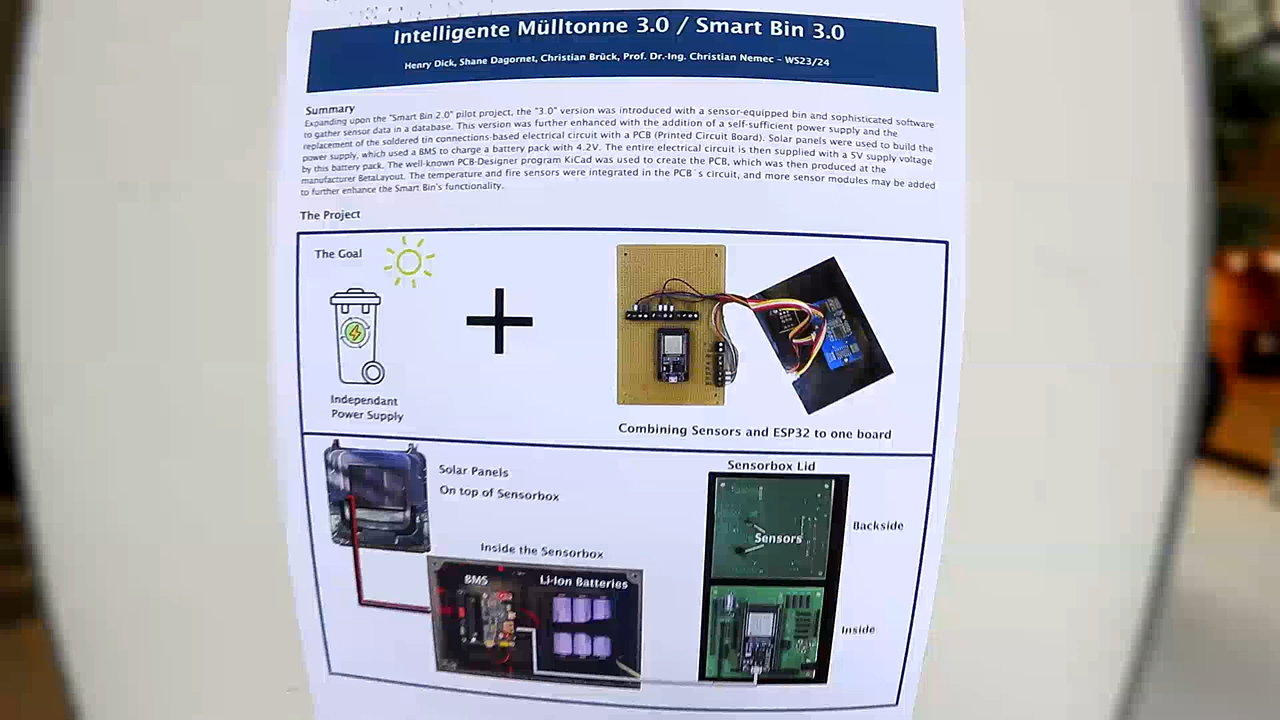 Intelligente Mülltonne 3.0 / Smart Bin 3.0
Henry Dick, Shane Dagornet, Christian Brück, Prof. Dr.-Ing. Christian Nemec – WS23/24
Summary
Expanding upon the "Smart Bin 2.0" pilot project, the "3.0" version was introduced with a sensor-equipped bin and sophisticated software
to gather sensor data in a database. This version was further enhanced with the addition of a self-sufficient power supply and the
replacement of the soldered tin connections-based electrical circuit with a PCB (Printed Circuit Board). Solar panels were used to build the
power supply, which used a BMS to charge a battery pack with 4.2V. The entire electrical circuit is then supplied with a 5V supply voltage
by this battery pack. The well-known PCB-Designer program KiCad was used to create the PCB, which was then produced at the
manufacturer BetaLayout. The temperature and fire sensors were integrated in the PCB´s circuit, and more sensor modules may be added
to further enhance the Smart Bin's functionality.
The Project
The Goal
Independant
Power Supply
Combining Sensors and ESP32 to one board
Solar Panels
On top of Sensorbox
Inside the Sensorbox
BMS
Li-Ion Batteries
Sensorbox Lid
Backside
Sensors
Inside